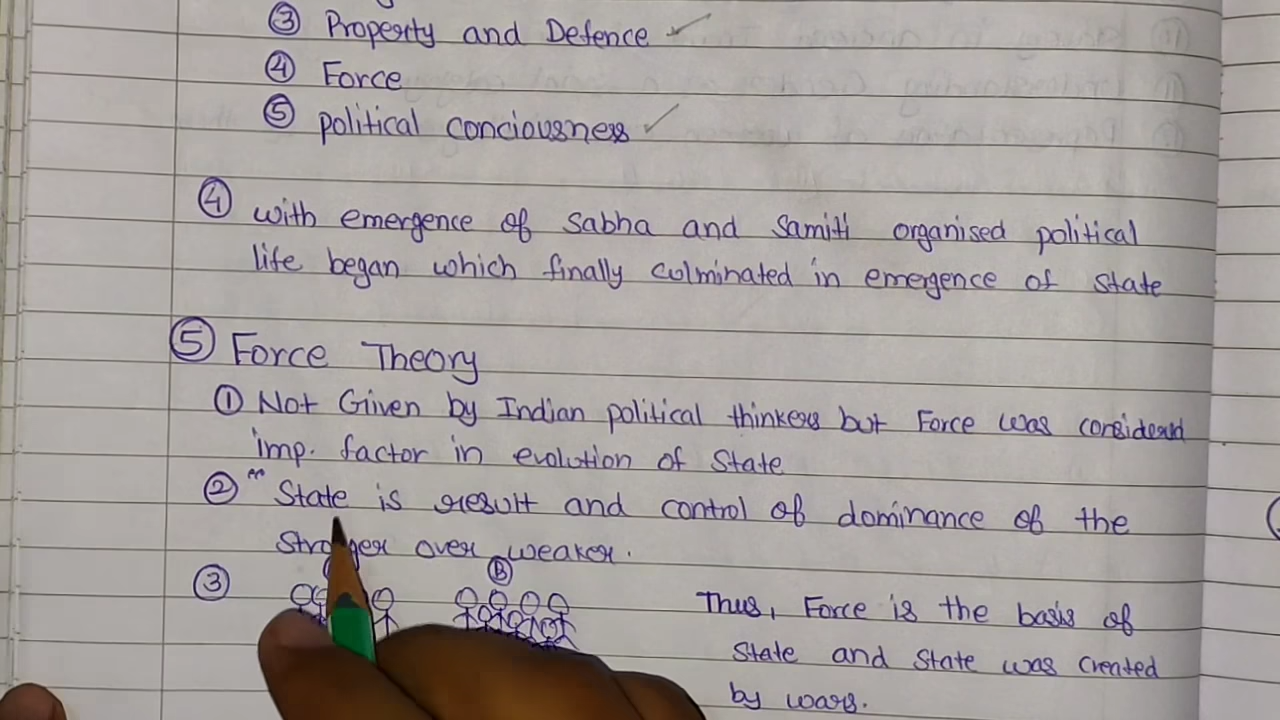 ③ Property and Defence ✓
④ Force
⑤ political conciousness ✓
④ with emergence of Sabha and Samiti organised political
life began which finally culminated in emergence of State
⑤ Force Theory
① Not Given by Indian political thinkers but Force was considered
imp. factor in evolution of State
② " State is result and control of dominance of the
over weaker.
Ⓑ
③ Thus, Force is the basis of
State and State was created
by wars.